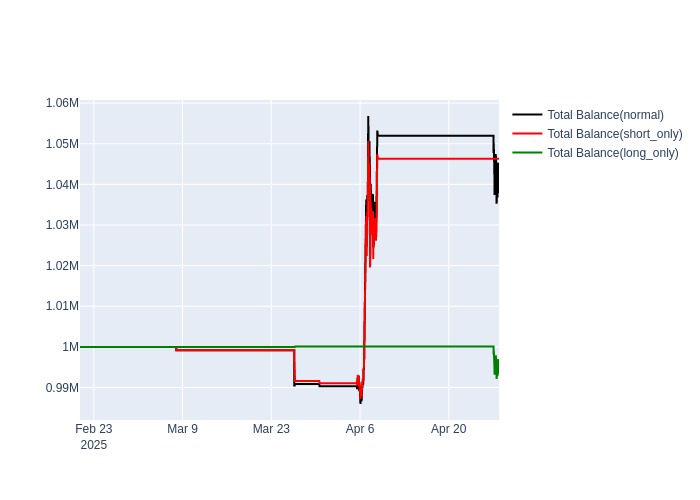 1.06M
1.05M
1.04M
1.03M
1.02M
1.01M
1M
0.99M
Feb 23
2025
Mar 9
Mar 23
Apr 6
Apr 20
Total Balance(normal)
Total Balance(short_only)
Total Balance(long_only)